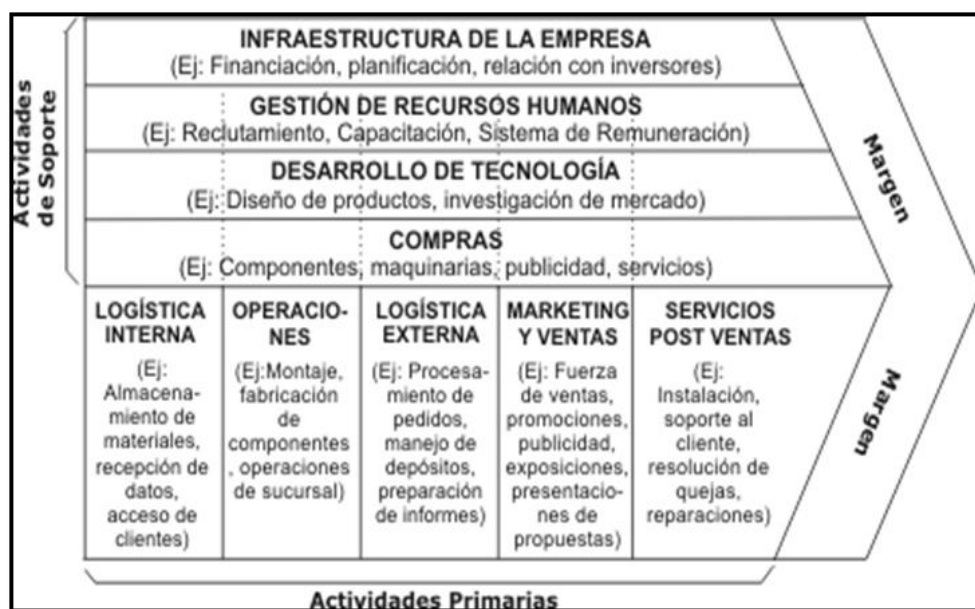 Actividades
de Soporte
INFRAESTRUCTURA DE LA EMPRESA
(Ej: Financiación, planificación, relación con inversores)
GESTIÓN DE RECURSOS HUMANOS
(Ej: Reclutamiento, Capacitación, Sistema de Remuneración)
DESARROLLO DE TECNOLOGÍA
(Ej: Diseño de productos, investigación de mercado)
COMPRAS
(Ej: Componentes, maquinarias, publicidad, servicios)
Margen
LOGÍSTICA
INTERNA
(Ej:
Almacena-
miento de
materiales,
recepción de
datos,
acceso de
clientes)
OPERACIO-
NES
(Ej:Montaje,
fabricación
de
componentes
, operaciones
de sucursal)
LOGÍSTICA
EXTERNA
(Ej: Procesa-
miento de
pedidos,
manejo de
depósitos,
preparación
de informes)
MARKETING
Y VENTAS
(Ej: Fuerza
de ventas,
promociones,
publicidad,
exposiciones,
presentacio-
nes de
propuestas)
SERVICIOS
POST VENTAS
(Ej:
Instalación,
soporte al
cliente,
resolución de
quejas,
reparaciones)
Margen
Actividades Primarias